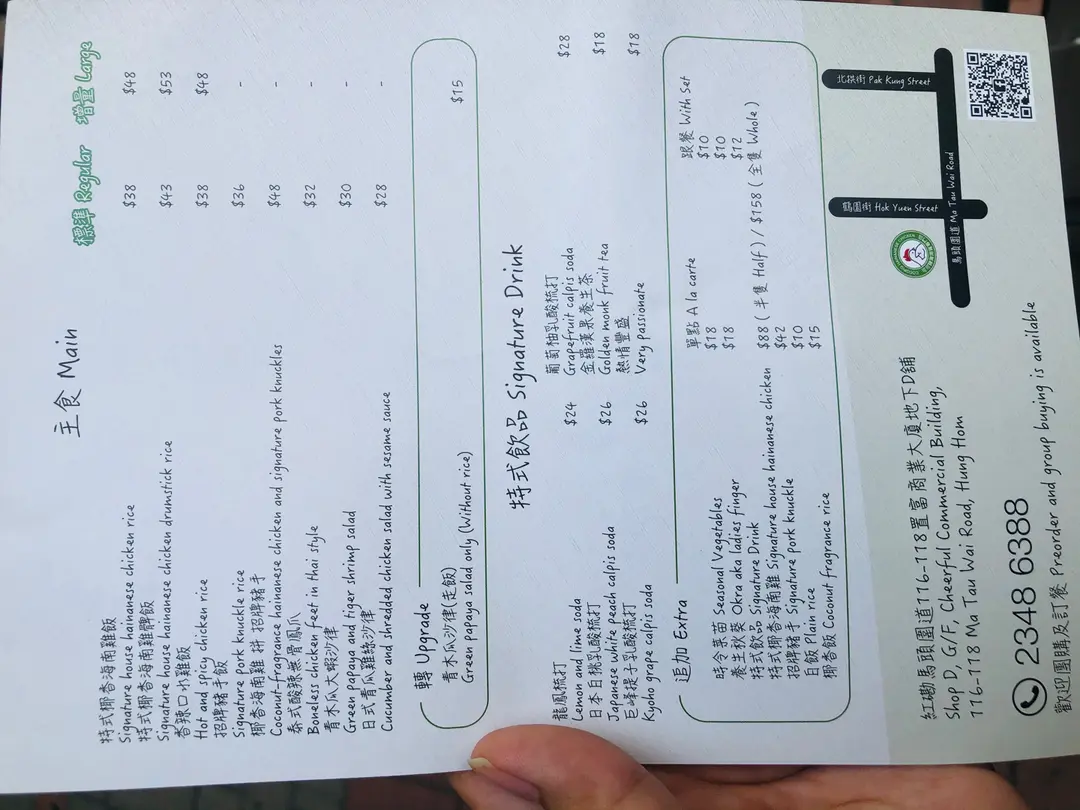 主食 Main
標準 Regular 增量 Large
特式椰香海南雞飯
Signature house hainanese chicken rice $38 $48
特式椰香海南雞髀飯
Signature house hainanese chicken drumstick rice $43 $53
香辣口水雞飯
Hot and spicy chicken rice $38 $48
招牌豬手飯
Signature pork knuckle rice $36 -
椰香海南雞 拼 招牌豬手
Coconut-fragrance hainanese chicken and signature pork knuckles $48 -
泰式酸辣無骨鳳爪
Boneless chicken feet in thai style $32 -
青木瓜大蝦沙律
Green papaya and tiger shrimp salad $30 -
日式青瓜雞絲沙律
Cucumber and shredded chicken salad with sesame sauce $28 -
轉 Upgrade
青木瓜沙律(走飯)
Green papaya salad only (Without rice) $15
特式飲品 Signature Drink
龍鳳梳打
Lemon and lime soda $24
葡萄柚乳酸梳打
Grapefruit calpis soda $28
日本白桃乳酸梳打
Japanese white peach calpis soda $26
金羅漢果養生茶
Golden monk fruit tea $18
巨峰提子乳酸梳打
Kyoho grape calpis soda $26
熱情豐盛
Very passionate $18
追加 Extra 單點 A la carte 跟餐 With Set
時令菜苗 Seasonal Vegetables $18 $10
養生秋葵 Okra aka ladies finger $18 $10
特式飲品 Signature Drink $12
特式椰香海南雞 Signature house hainanese chicken $88 (半隻 Half) / $158 (全隻 Whole)
招牌豬手 Signature pork knuckle $42
白飯 Plain rice $10
椰香飯 Coconut fragrance rice $15
紅磡馬頭圍道116-118置富商業大廈地下D舖
Shop D, G/F, Cheerful Commercial Building,
116-118 Ma Tau Wai Road, Hung Hom
2348 6388
歡迎團購及訂餐 Preorder and group buying is available
北拱街 Pak Kung Street
鶴園街 Hok Yuen Street
馬頭圍道 Ma Tau Wai Road